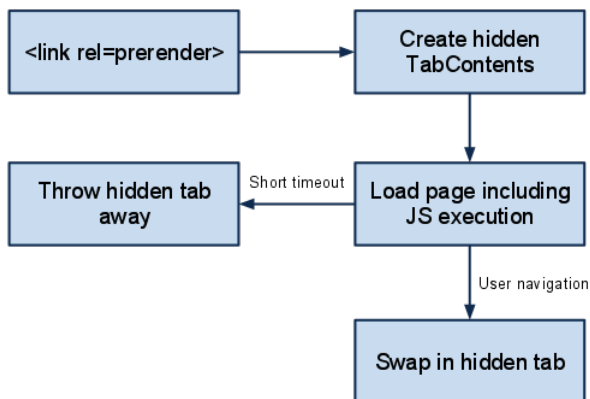 <link rel=prerender>
Create hidden
TabContents
Throw hidden tab
away
Short timeout
Load page including
JS execution
User navigation
Swap in hidden tab